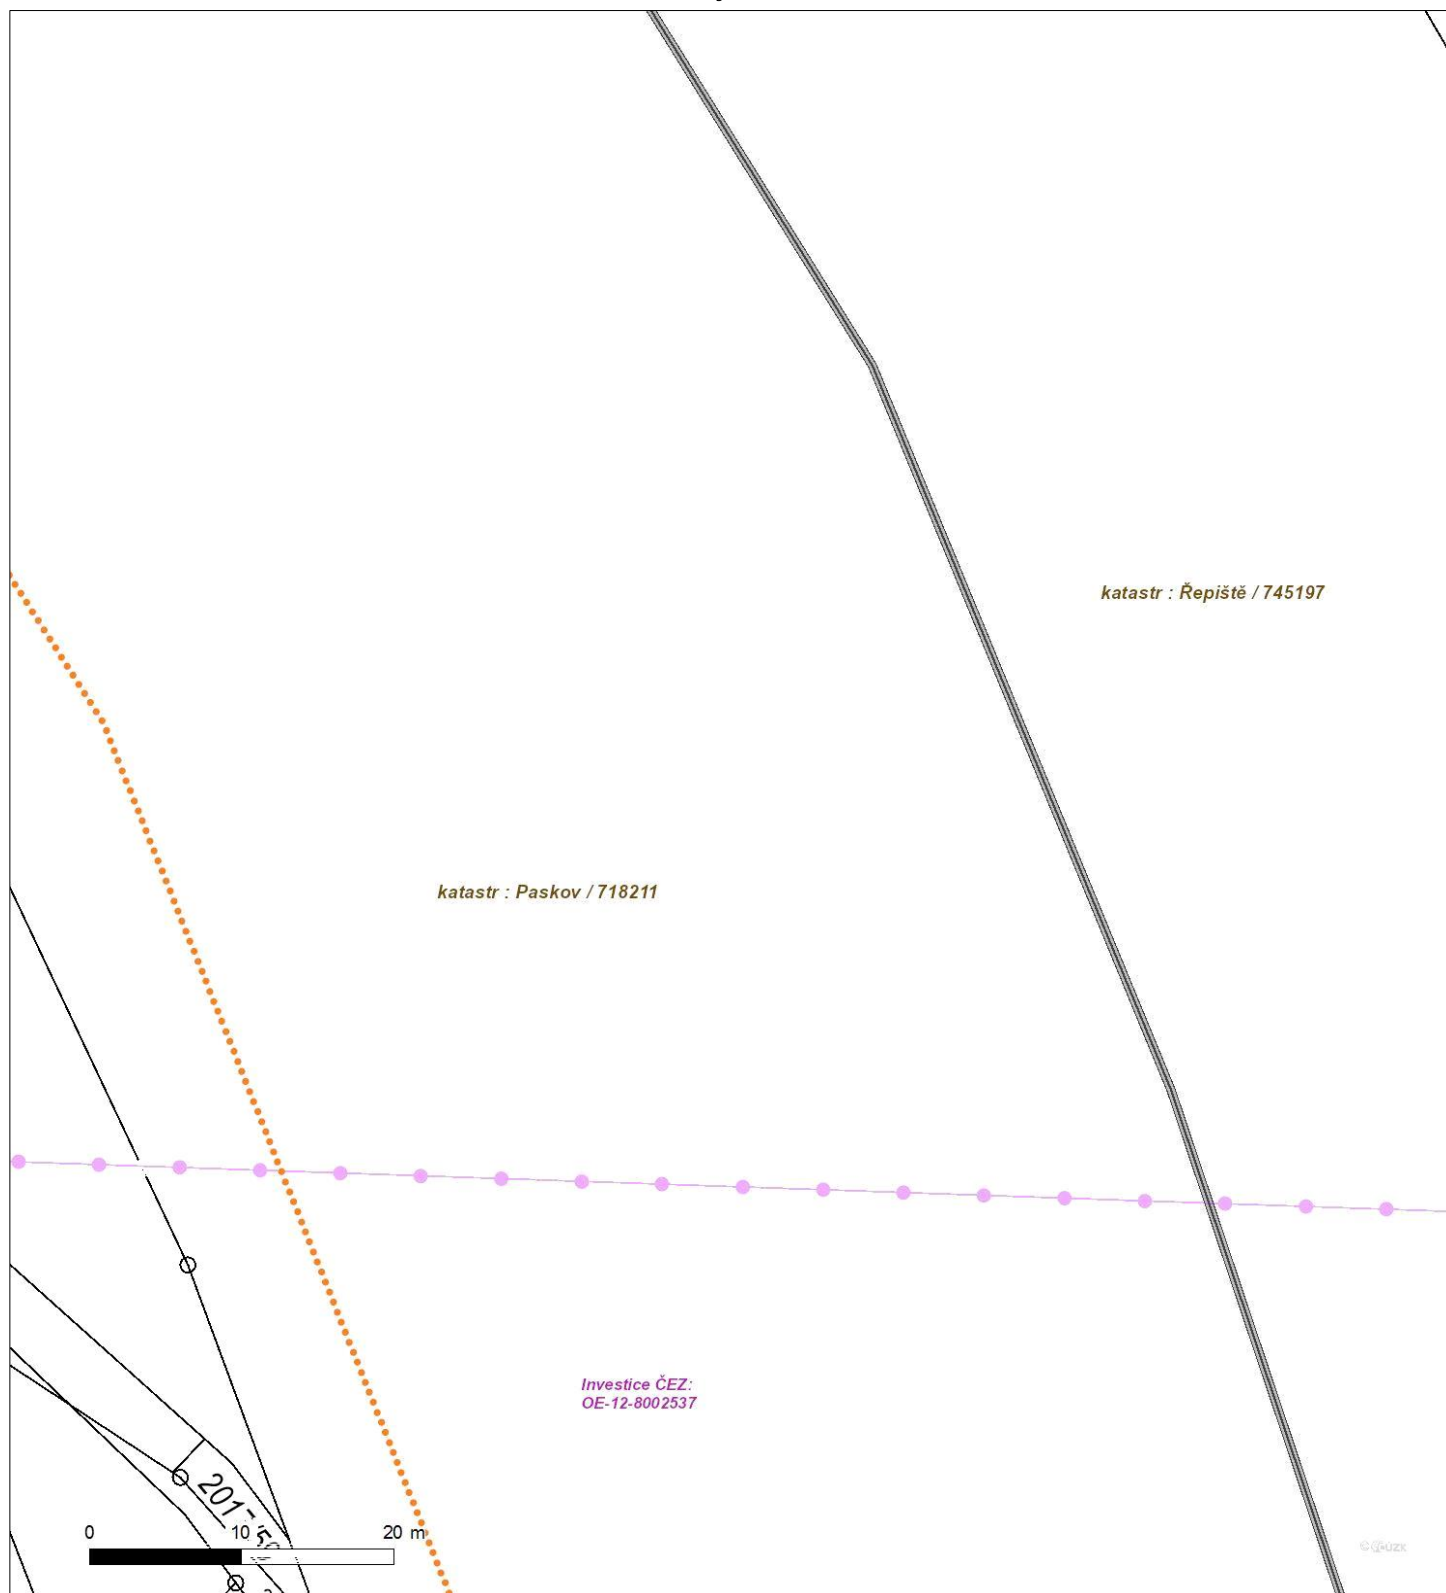 katastr : Řepiště / 745197
katastr : Paskov / 718211
Investice ČEZ:
OE-12-8002537
0 10 20 m